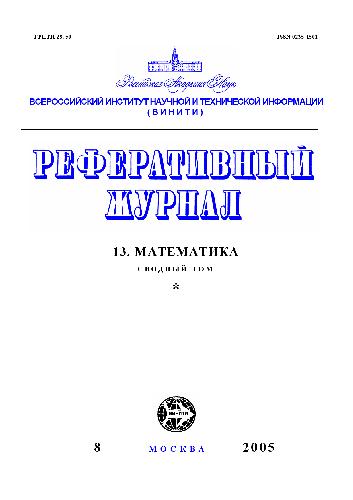 Российская Академия Наук
ВСЕРОССИЙСКИЙ ИНСТИТУТ НАУЧНОЙ И ТЕХНИЧЕСКОЙ ИНФОРМАЦИИ
( В И Н И Т И )
РЕФЕРАТИВНЫЙ
ЖУРНАЛ
13. МАТЕМАТИКА
СВОДНЫЙ ТОМ
*
ВИНИТИ
8 МОСКВА 2005